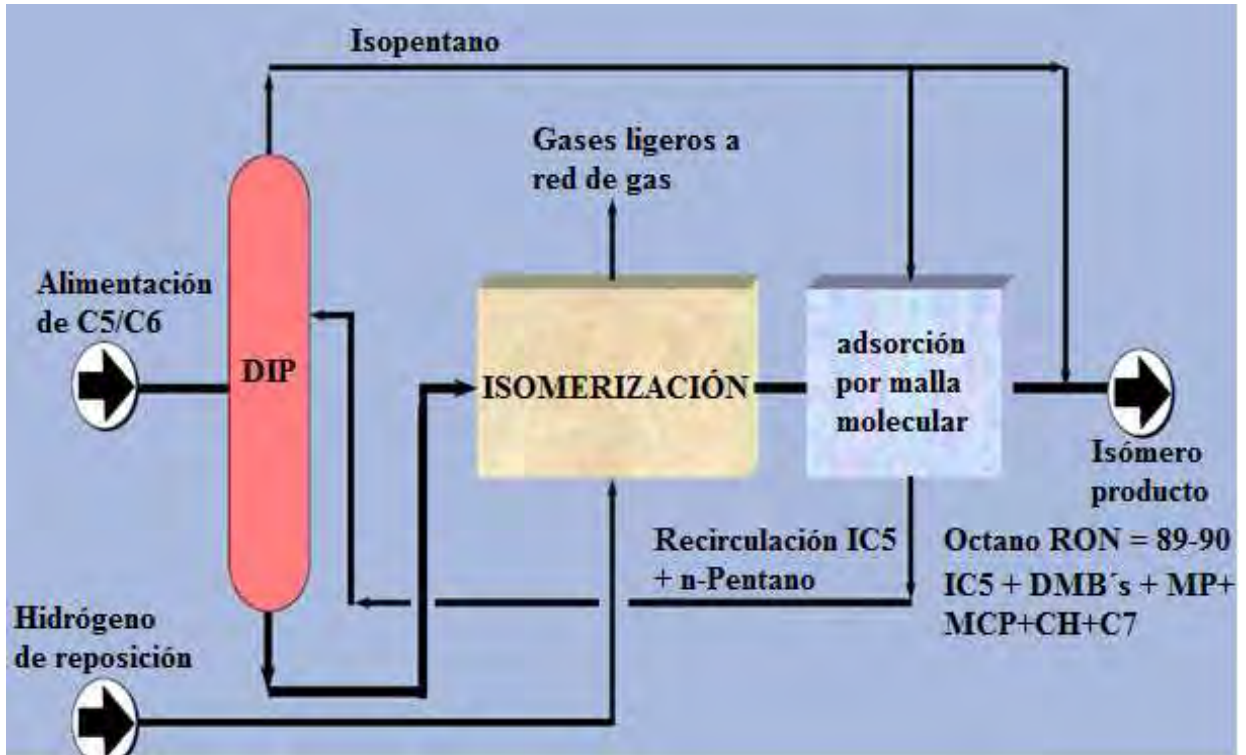 Isopentano
Gases ligeros a
red de gas
Alimentación
de C5/C6
DIP
ISOMERIZACIÓN
adsorción
por malla
molecular
Isómero
producto
Recirculación IC5
+ n-Pentano
Octano RON = 89-90
IC5 + DMB´s + MP+
MCP+CH+C7
Hidrógeno
de reposición